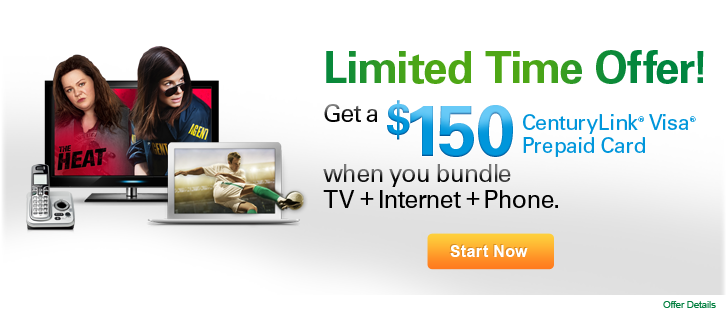 Limited Time Offer!
Get a $150 CenturyLink® Visa®
Prepaid Card
when you bundle
TV + Internet + Phone.
Start Now
Offer Details
THE
HEAT
AGENT
AGENT